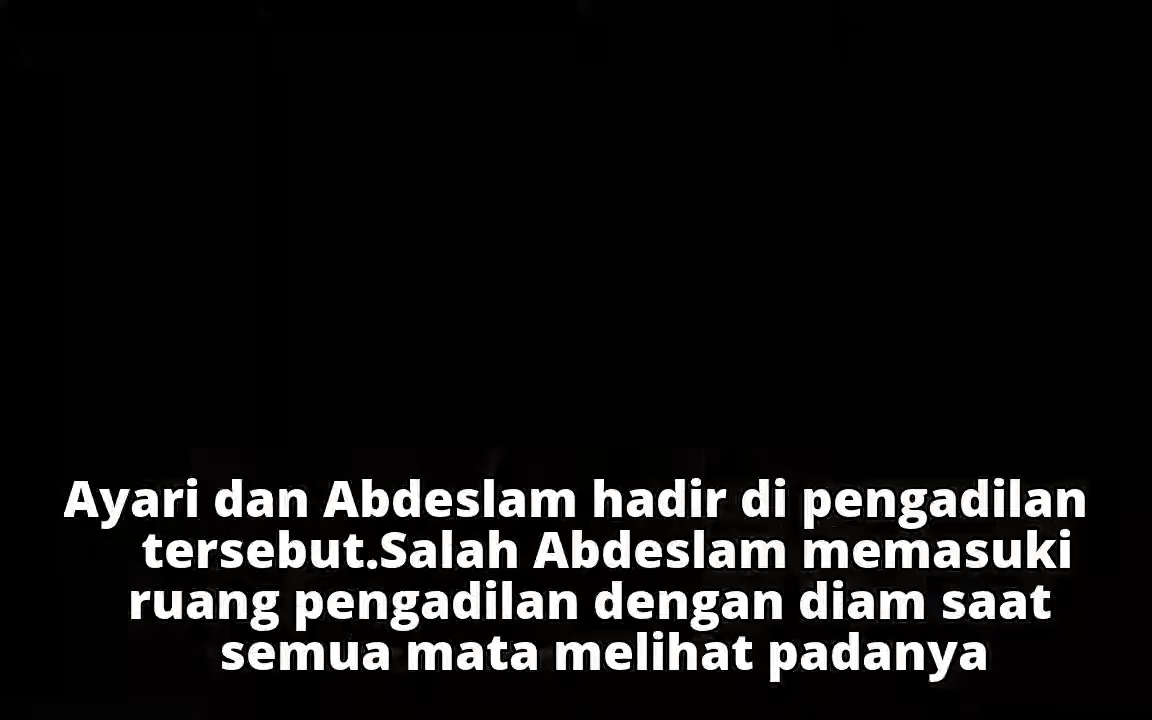 Ayari dan Abdeslam hadir di pengadilan
tersebut.Salah Abdeslam memasuki
ruang pengadilan dengan diam saat
semua mata melihat padanya